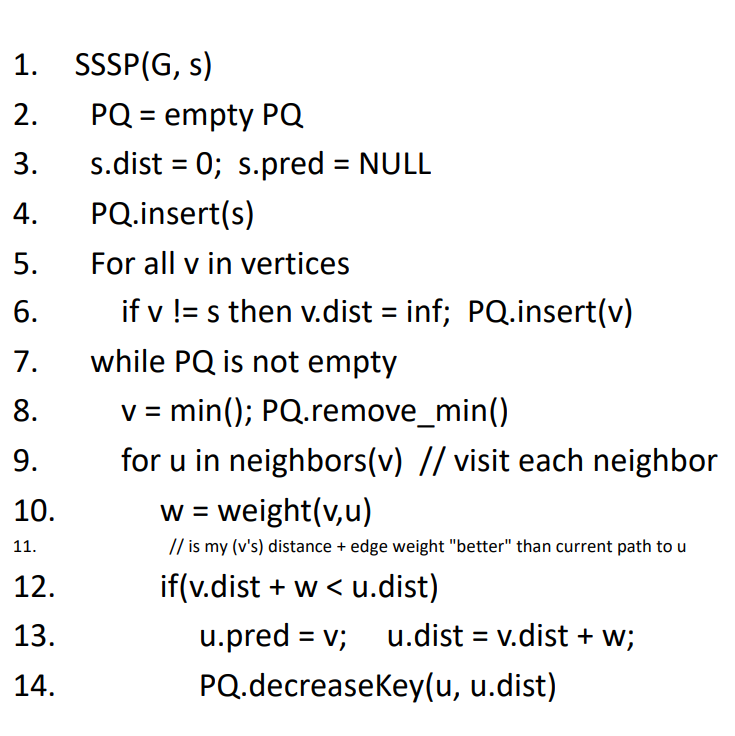 1. SSSP(G, s)
2. PQ = empty PQ
3. s.dist = 0; s.pred = NULL
4. PQ.insert(s)
5. For all v in vertices
6. if v != s then v.dist = inf; PQ.insert(v)
7. while PQ is not empty
8. v = min(); PQ.remove_min()
9. for u in neighbors(v) // visit each neighbor
10. w = weight(v,u)
11. // is my (v's) distance + edge weight "better" than current path to u
12. if(v.dist + w < u.dist)
13. u.pred = v; u.dist = v.dist + w;
14. PQ.decreaseKey(u, u.dist)